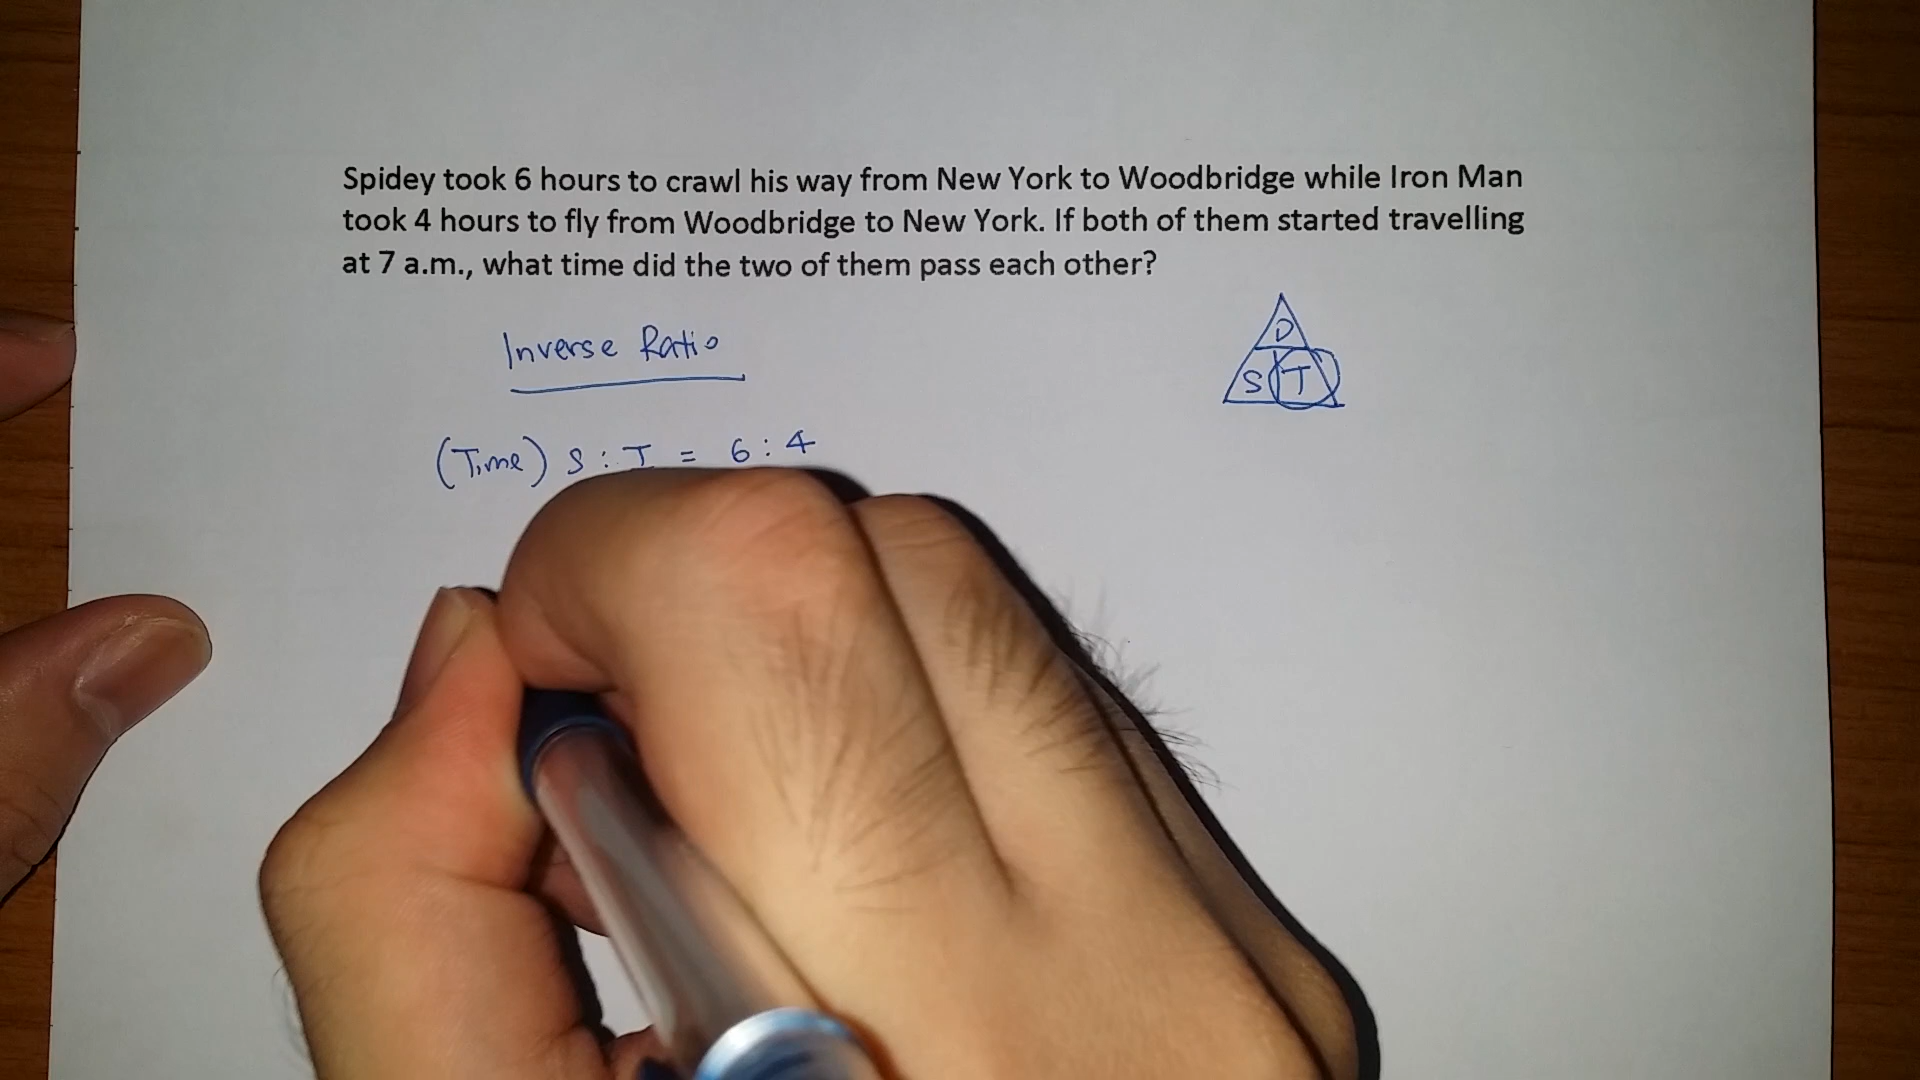 Spidey took 6 hours to crawl his way from New York to Woodbridge while Iron Man
took 4 hours to fly from Woodbridge to New York. If both of them started travelling
at 7 a.m., what time did the two of them pass each other?
Inverse Ratio
D
S T
(Time) S : I = 6 : 4